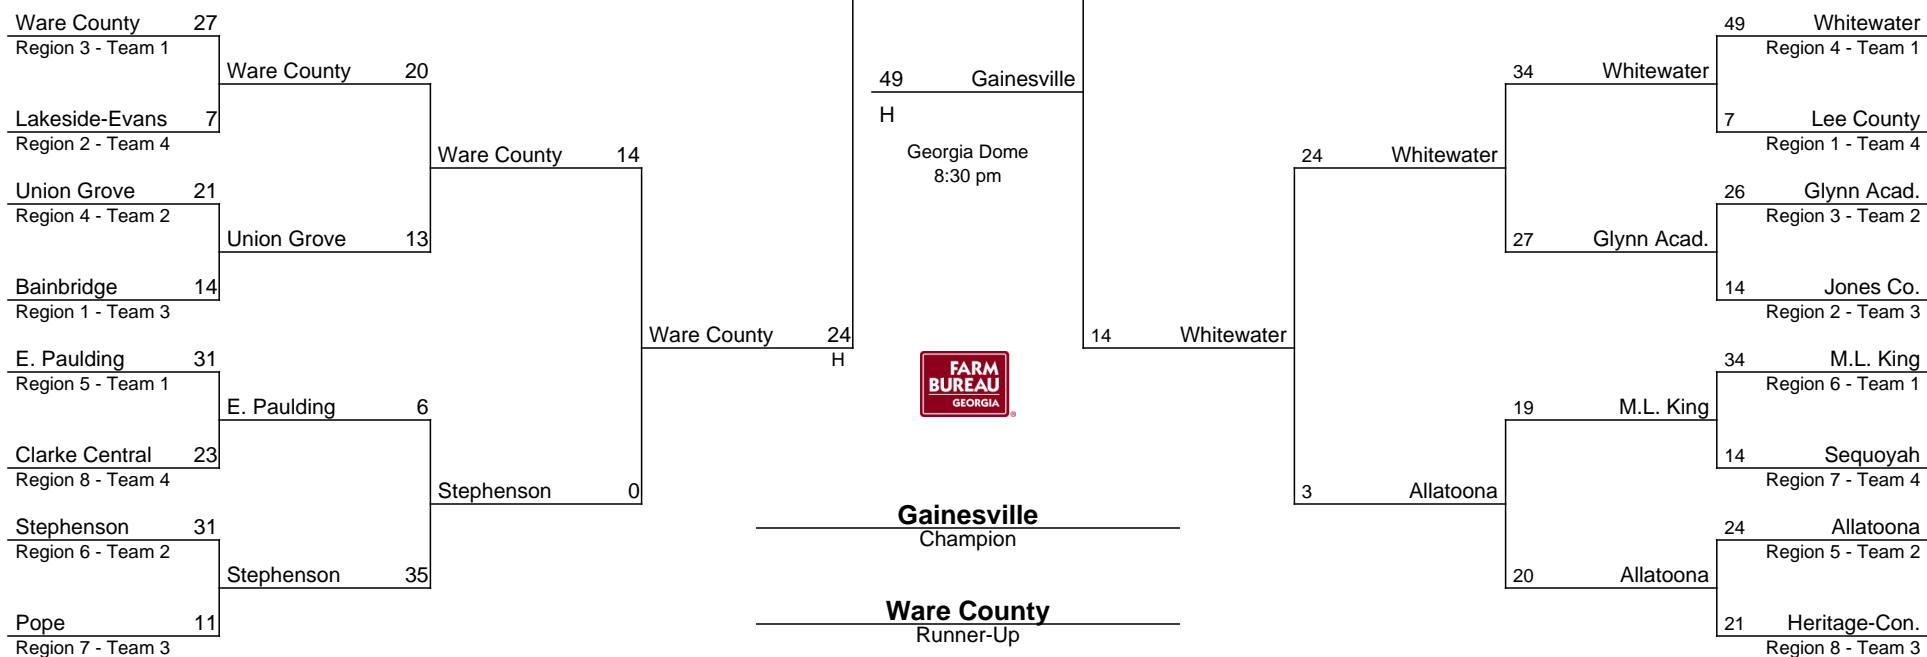 Ware County 27
Region 3 - Team 1
Ware County 20
Lakeside-Evans 7
Region 2 - Team 4
Ware County 14
Union Grove 21
Region 4 - Team 2
Union Grove 13
Bainbridge 14
Region 1 - Team 3
Ware County 24
H
E. Paulding 31
Region 5 - Team 1
E. Paulding 6
Clarke Central 23
Region 8 - Team 4
Stephenson 0
Stephenson 31
Region 6 - Team 2
Stephenson 35
Pope 11
Region 7 - Team 3
49 Gainesville
H
Georgia Dome
8:30 pm
FARM
BUREAU
GEORGIA
®
Gainesville
Champion
Ware County
Runner-Up
49 Whitewater
Region 4 - Team 1
34 Whitewater
7 Lee County
Region 1 - Team 4
24 Whitewater
26 Glynn Acad.
Region 3 - Team 2
27 Glynn Acad.
14 Jones Co.
Region 2 - Team 3
14 Whitewater
34 M.L. King
Region 6 - Team 1
19 M.L. King
14 Sequoyah
Region 7 - Team 4
3 Allatoona
24 Allatoona
Region 5 - Team 2
20 Allatoona
21 Heritage-Con.
Region 8 - Team 3